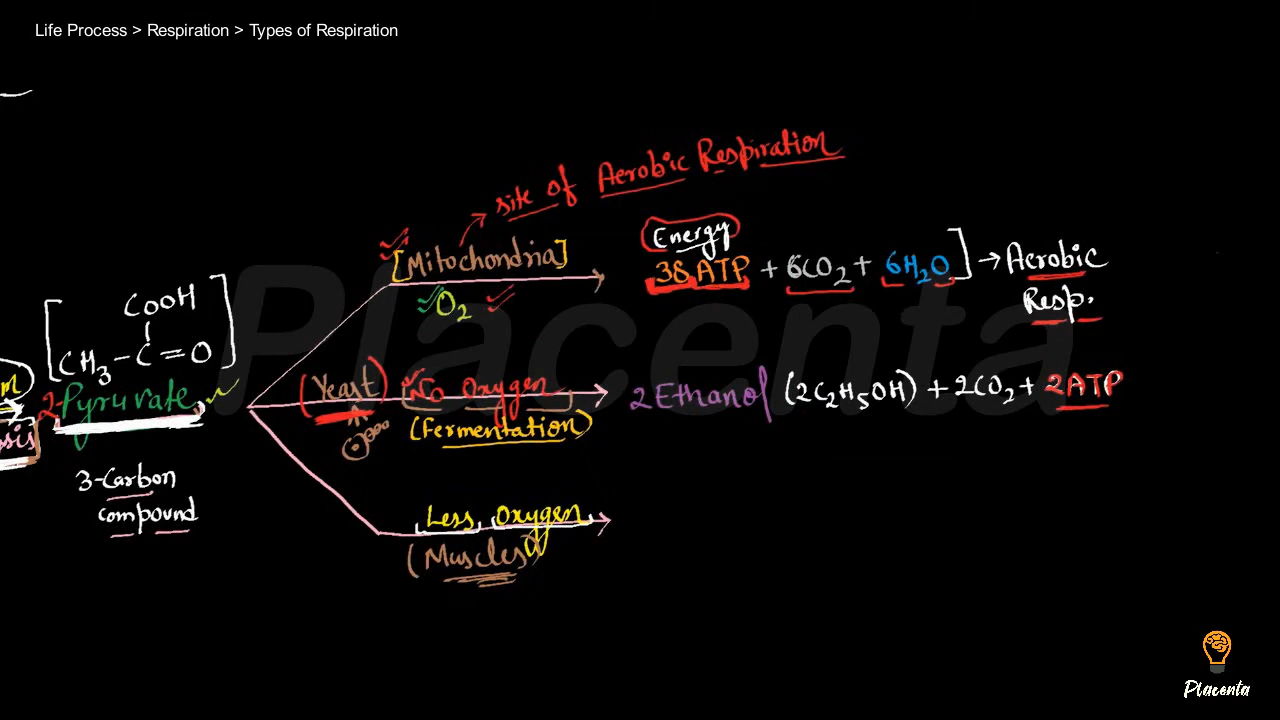 Life Process > Respiration > Types of Respiration
site of Aerobic Respiration
[Mitochondria]
O2
Energy
38 ATP + 6CO2 + 6H2O] → Aerobic
Resp.
COOH
CH3-C=O
2 Pyruvate
3-Carbon
compound
(Yeast) No Oxygen
(Fermentation)
2 Ethanol (2C2H5OH) + 2CO2 + 2ATP
Less Oxygen
(Muscles)
Placenta
Placenta